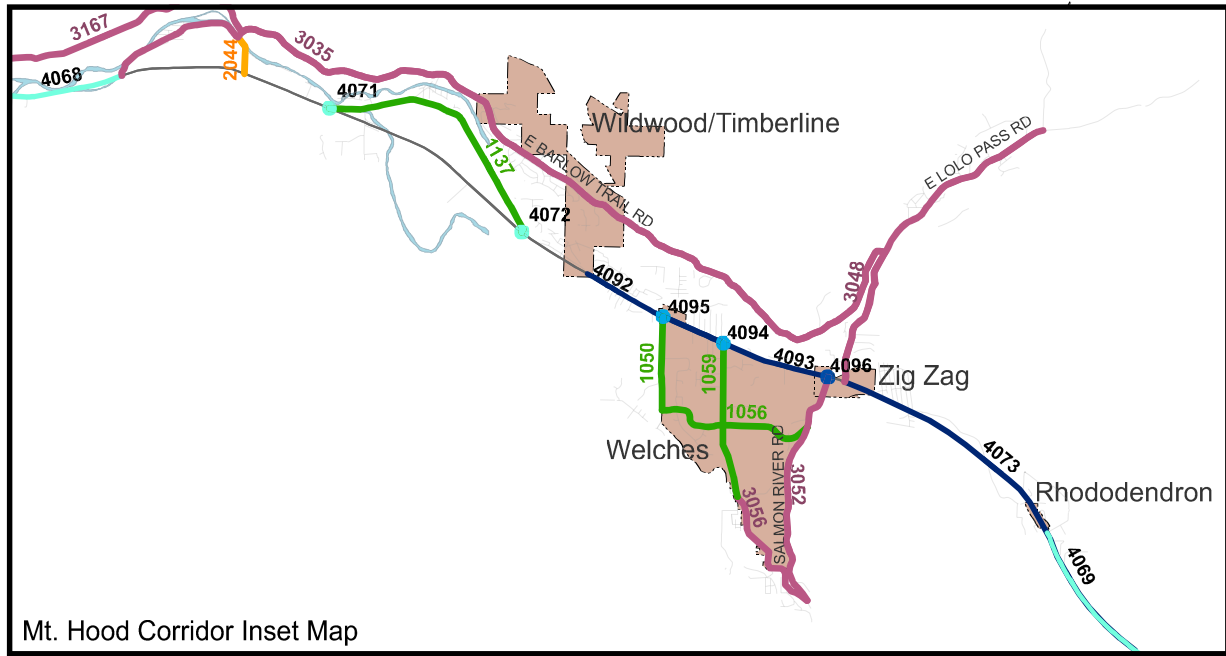 3167
3035
2044
4068
4071
Wildwood/Timberline
1137
E BARLOW TRAIL RD
E LOLO PASS RD
4072
4092
3048
4095
4094
1050
1059
4093
4096
Zig Zag
1056
Welches
SALMON RIVER RD
3052
3056
4073
Rhododendron
4069
Mt. Hood Corridor Inset Map